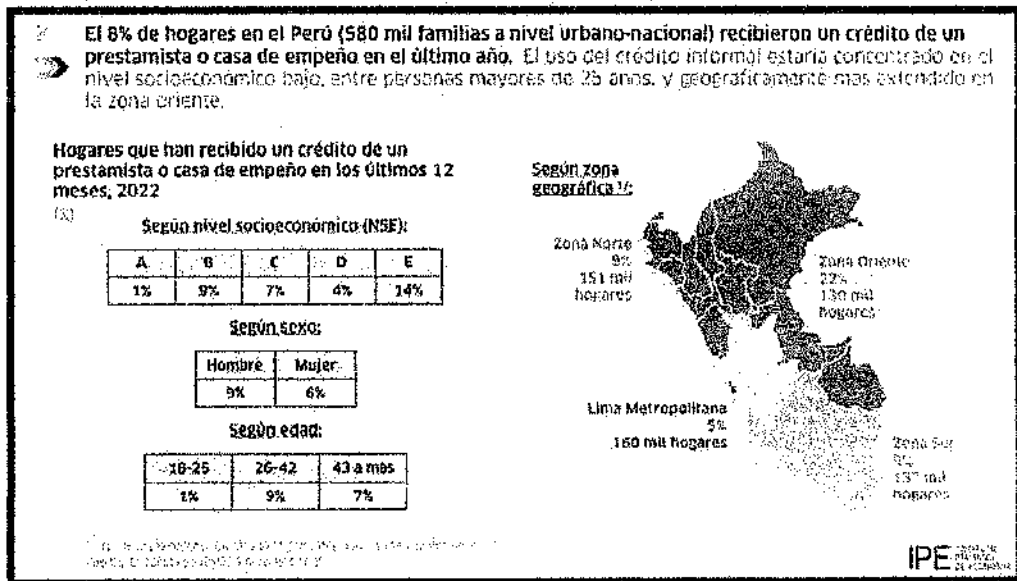 El 8% de hogares en el Perú (580 mil familias a nivel urbano-nacional) recibieron un crédito de un
prestamista o casa de empeño en el último año. El uso del crédito informal estaría concentrado en el
nivel socioeconómico bajo, entre personas mayores de 25 años, y geográficamente mas extendido en
la zona oriente.
Hogares que han recibido un crédito de un
prestamista o casa de empeño en los últimos 12
meses, 2022
(%)
Según nivel socioeconómico (NSE):
A B C D E
1% 9% 7% 4% 14%
Según sexo:
Hombre Mujer
9% 6%
Según edad:
18-25 26-42 43 a mas
1% 9% 7%
Según zona
geográfica 1/:
Zona Norte
9%
151 mil
hogares
Zona Oriente
22%
130 mil
hogares
Lima Metropolitana
5%
160 mil hogares
Zona Sur
mil
hogares
IPE